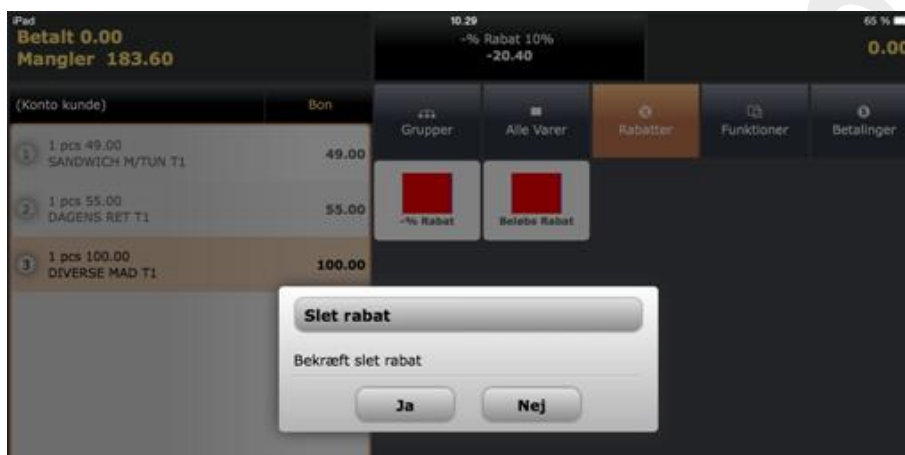 iPad
10.29
65 %
Betalt 0.00
Mangler 183.60
-% Rabat 10%
-20.40
0.00
(Konto kunde)
Bon
Grupper
Alle Varer
Rabatter
Funktioner
Betalinger
1 1 pcs 49.00
SANDWICH M/TUN T1
49.00
2 1 pcs 55.00
DAGENS RET T1
55.00
3 1 pcs 100.00
DIVERSE MAD T1
100.00
-% Rabat
Beløbs Rabat
Slet rabat
Bekræft slet rabat
Ja
Nej